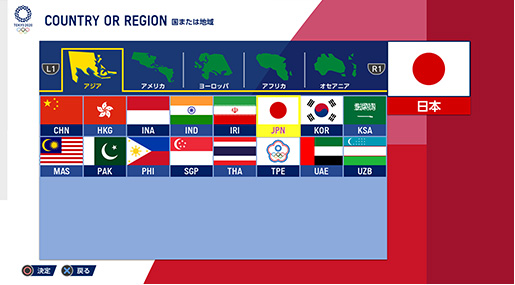 TOKYO 2020
COUNTRY OR REGION 国または地域
L1
アジア
アメリカ
ヨーロッパ
アフリカ
オセアニア
R1
CHN HKG INA IND IRI JPN KOR KSA
MAS PAK PHI SGP THA TPE UAE UZB
日本
決定 戻る